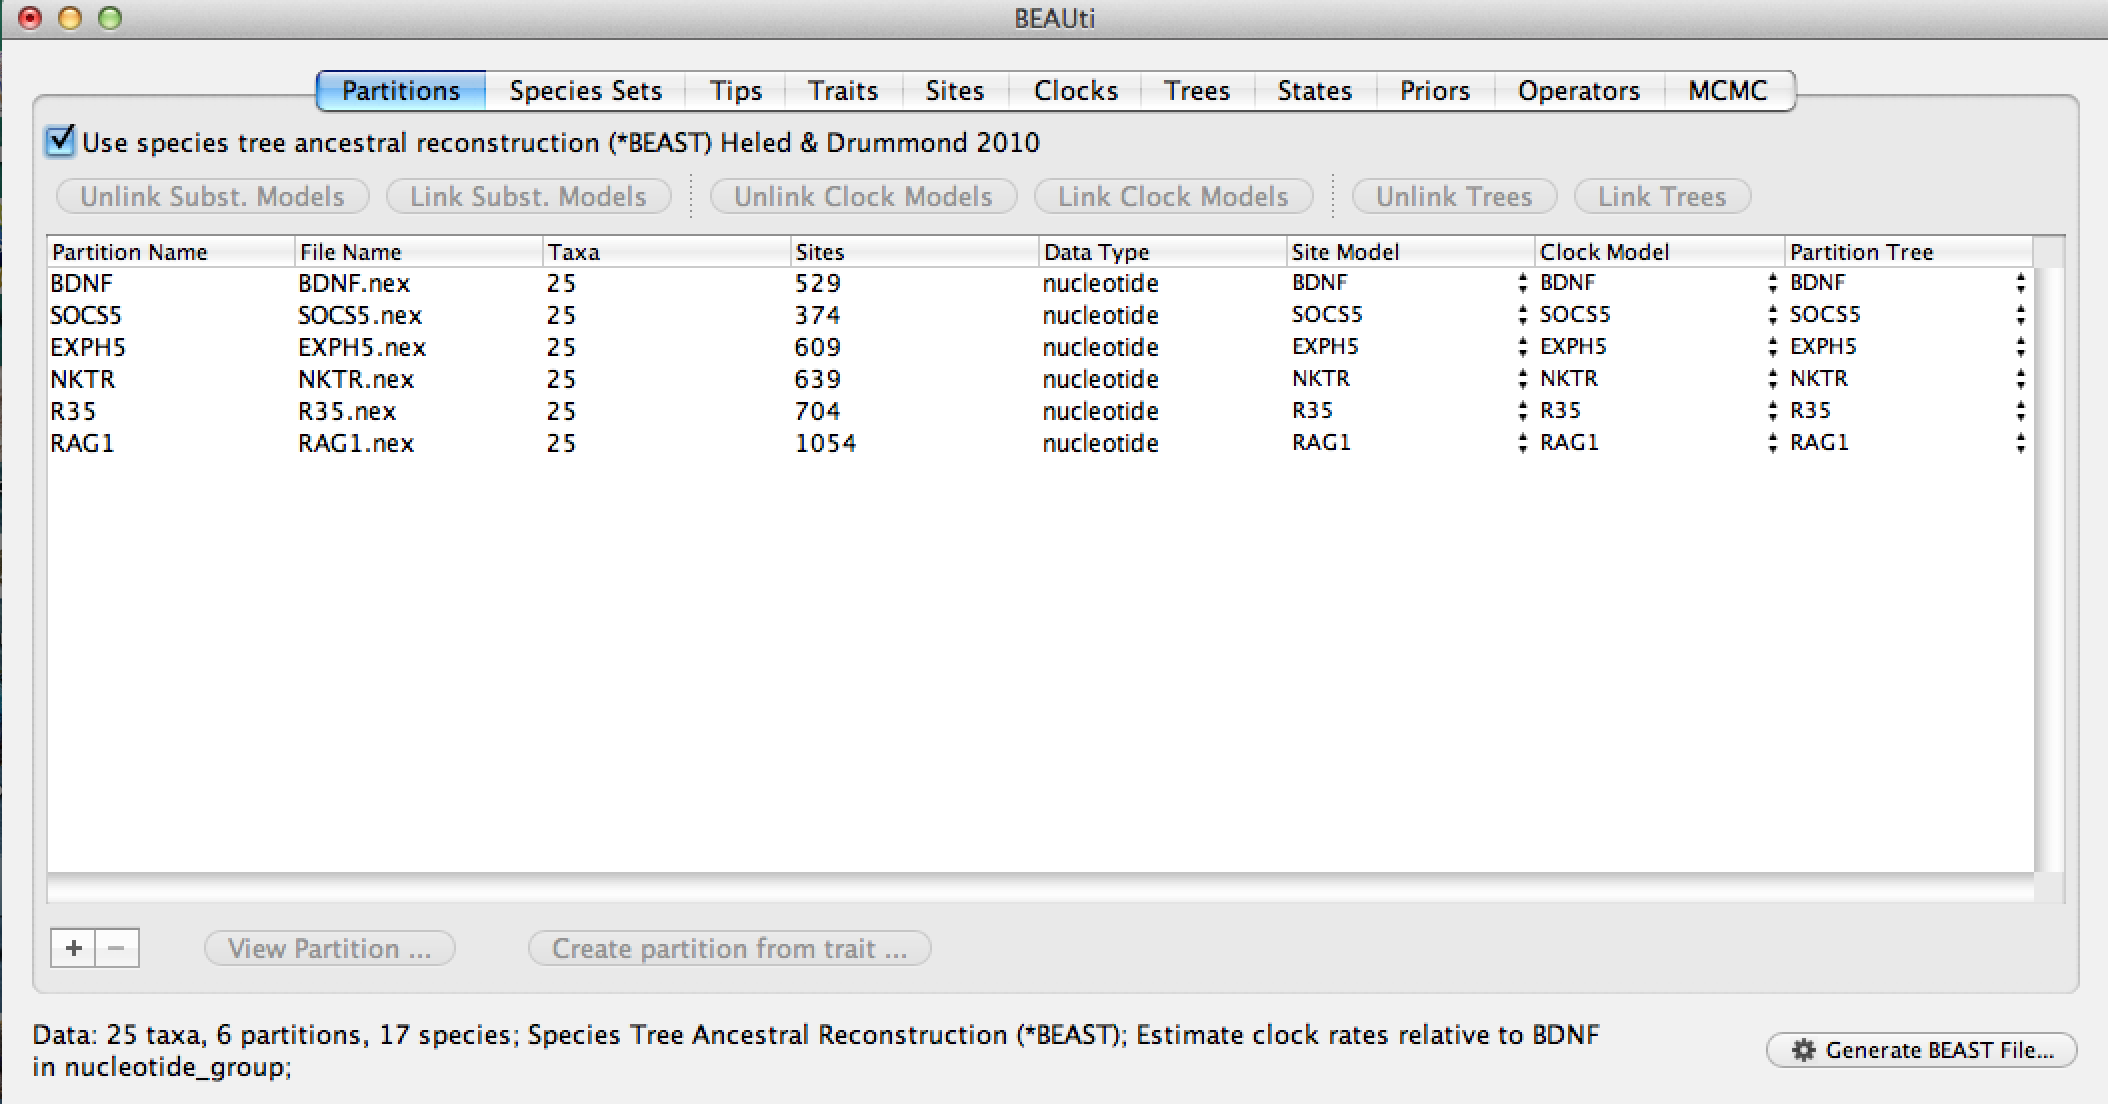 BEAUti
Partitions Species Sets Tips Traits Sites Clocks Trees States Priors Operators MCMC
Use species tree ancestral reconstruction (*BEAST) Heled & Drummond 2010
Unlink Subst. Models Link Subst. Models Unlink Clock Models Link Clock Models Unlink Trees Link Trees
Partition Name File Name Taxa Sites Data Type Site Model Clock Model Partition Tree
BDNF BDNF.nex 25 529 nucleotide BDNF BDNF BDNF
SOCS5 SOCS5.nex 25 374 nucleotide SOCS5 SOCS5 SOCS5
EXPH5 EXPH5.nex 25 609 nucleotide EXPH5 EXPH5 EXPH5
NKTR NKTR.nex 25 639 nucleotide NKTR NKTR NKTR
R35 R35.nex 25 704 nucleotide R35 R35 R35
RAG1 RAG1.nex 25 1054 nucleotide RAG1 RAG1 RAG1
+ − View Partition ... Create partition from trait ...
Data: 25 taxa, 6 partitions, 17 species; Species Tree Ancestral Reconstruction (*BEAST); Estimate clock rates relative to BDNF
in nucleotide_group;
Generate BEAST File...